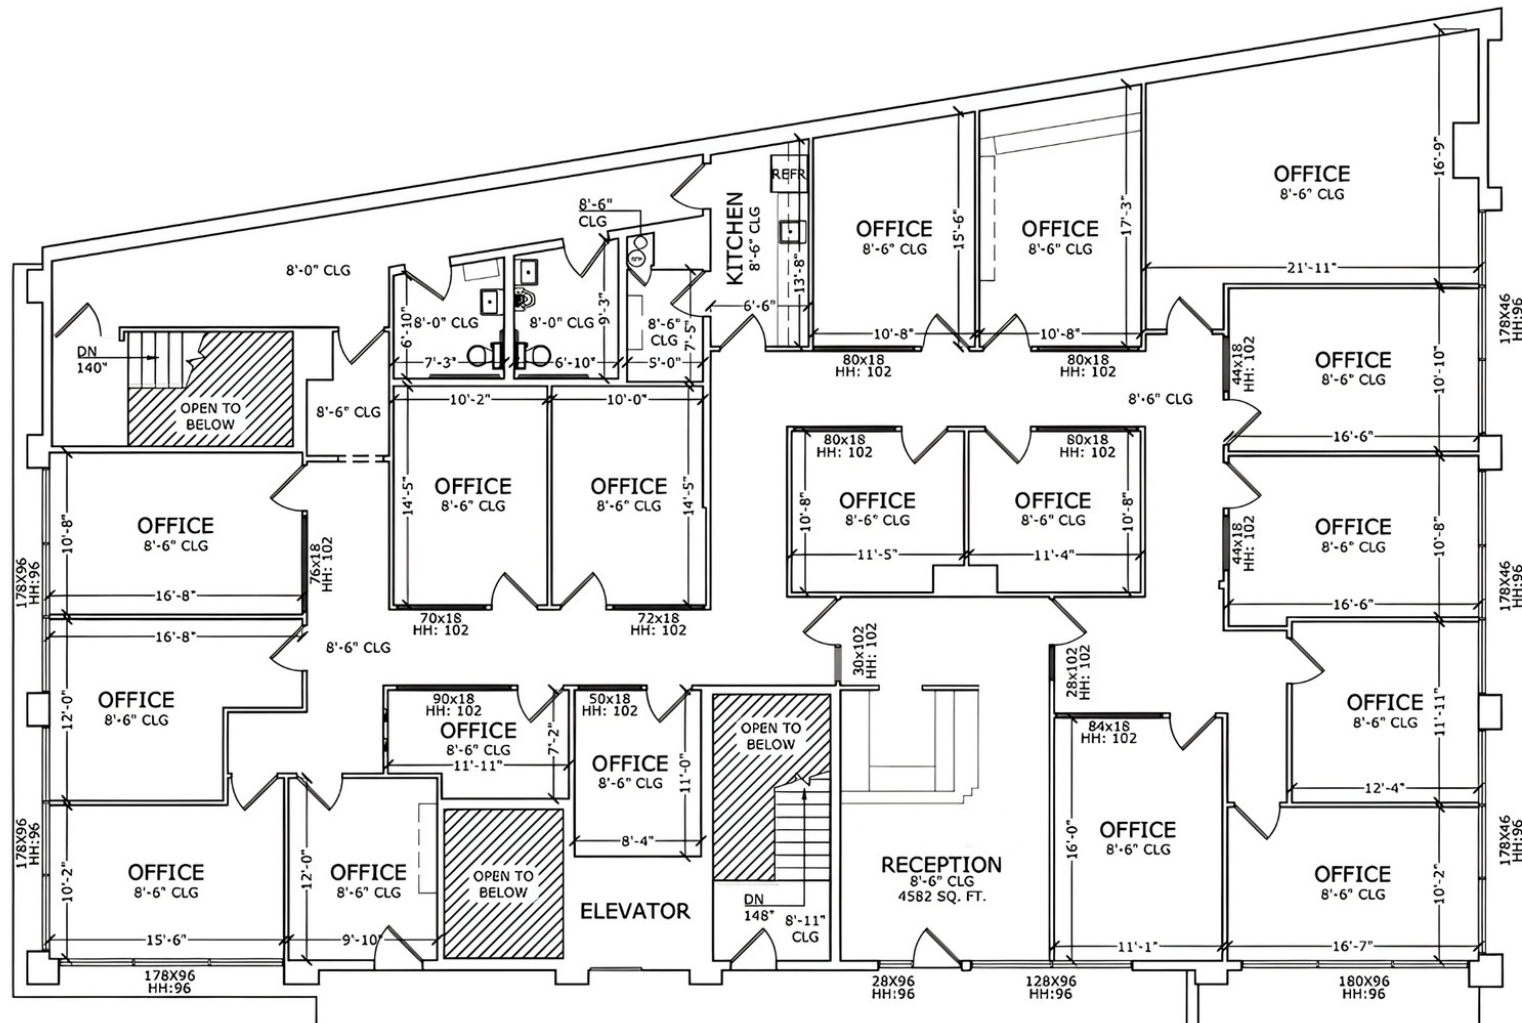 OFFICE
8'-6" CLG
16'-9"
21'-11"
8'-6"
CLG
REFR
KITCHEN
8'-6" CLG
13'-8"
6'-6"
OFFICE
8'-6" CLG
15'-6"
10'-8"
OFFICE
8'-6" CLG
17'-3"
10'-8"
8'-0" CLG
6'-10"
8'-0" CLG
7'-3"
8'-0" CLG
9'-3"
6'-10"
8'-6"
CLG
7'-5"
5'-0"
80x18
HH: 102
80x18
HH: 102
44x18
HH: 102
OFFICE
8'-6" CLG
10'-10"
16'-6"
178X46
HH:96
DN
140"
OPEN TO
BELOW
8'-6" CLG
10'-2"
10'-0"
8'-6" CLG
OFFICE
8'-6" CLG
14'-5"
OFFICE
8'-6" CLG
14'-5"
80x18
HH: 102
80x18
HH: 102
OFFICE
8'-6" CLG
10'-8"
11'-5"
OFFICE
8'-6" CLG
10'-8"
11'-4"
44x18
HH: 102
OFFICE
8'-6" CLG
10'-8"
16'-6"
178X46
HH:96
OFFICE
8'-6" CLG
10'-8"
16'-8"
76x18
HH: 102
178X96
HH:96
70x18
HH: 102
72x18
HH: 102
16'-8"
8'-6" CLG
30x102
HH: 102
28x102
HH: 102
OFFICE
8'-6" CLG
12'-0"
90x18
HH: 102
OFFICE
8'-6" CLG
11'-11"
7'-2"
50x18
HH: 102
OFFICE
8'-6" CLG
11'-0"
8'-4"
OPEN TO
BELOW
84x18
HH: 102
OFFICE
8'-6" CLG
11'-11"
12'-4"
178X96
HH:96
OFFICE
8'-6" CLG
10'-2"
15'-6"
OFFICE
8'-6" CLG
12'-0"
9'-10"
OPEN TO
BELOW
ELEVATOR
DN
148"
8'-11"
CLG
RECEPTION
8'-6" CLG
4582 SQ. FT.
OFFICE
8'-6" CLG
16'-0"
11'-1"
OFFICE
8'-6" CLG
10'-2"
16'-7"
178X46
HH:96
178X96
HH:96
28X96
HH:96
128X96
HH:96
180X96
HH:96